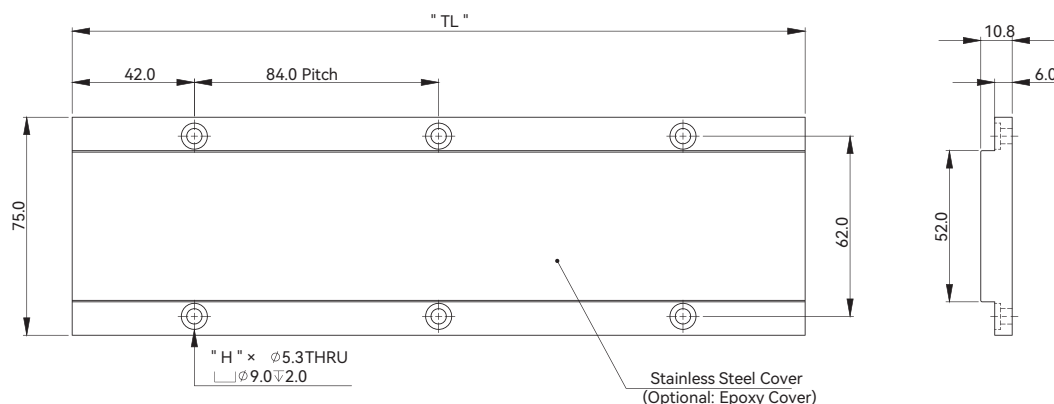 " TL "
10.8
42.0
84.0 Pitch
6.0
75.0
62.0
52.0
" H " × ∅5.3THRU
⌴∅9.0↧2.0
Stainless Steel Cover
(Optional: Epoxy Cover)